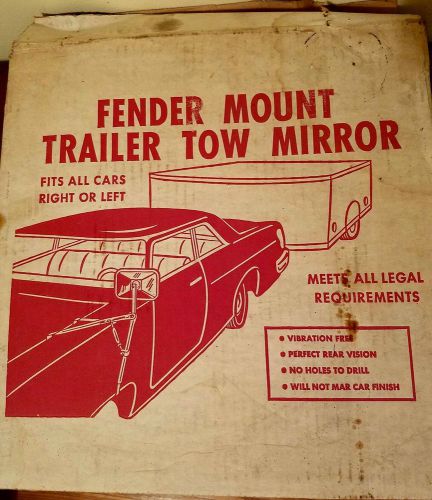 FENDER MOUNT
TRAILER TOW MIRROR
FITS ALL CARS
RIGHT OR LEFT
MEETS ALL LEGAL
REQUIREMENTS
• VIBRATION FREE
• PERFECT REAR VISION
• NO HOLES TO DRILL
• WILL NOT MAR CAR FINISH